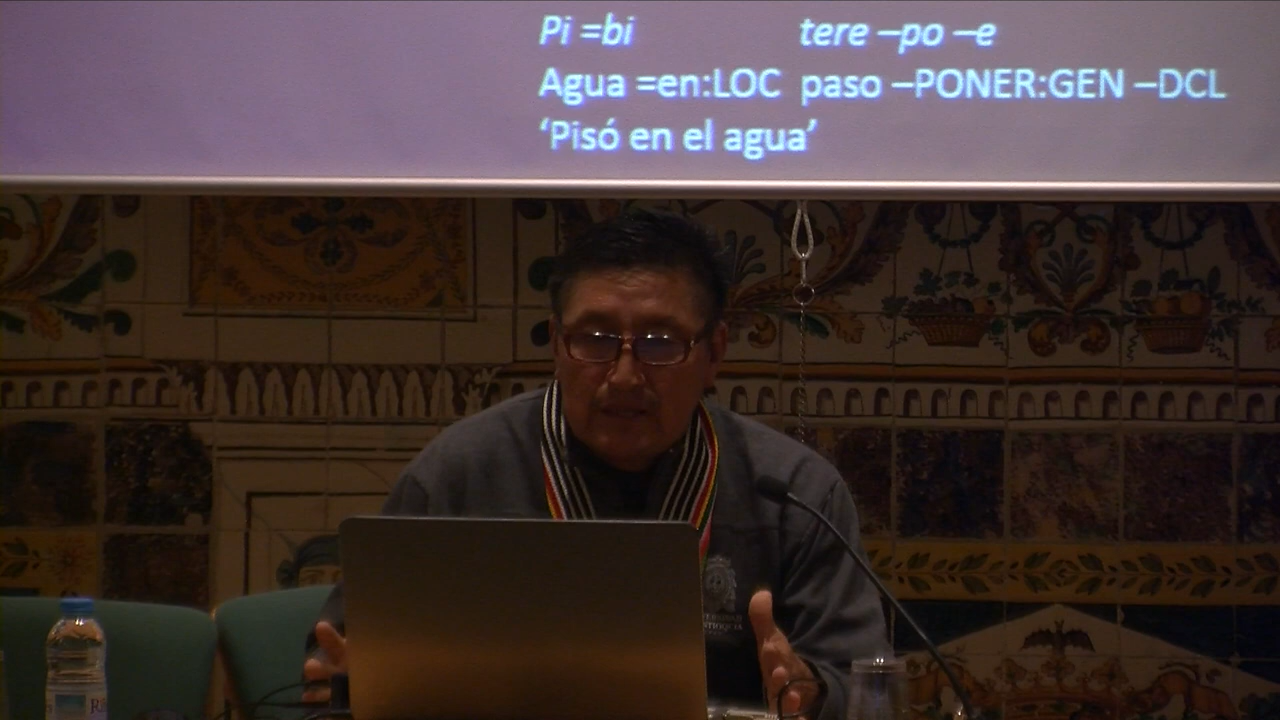 Pi =bi tere –po –e
Agua =en:LOC paso –PONER:GEN –DCL
‘Pisó en el agua’